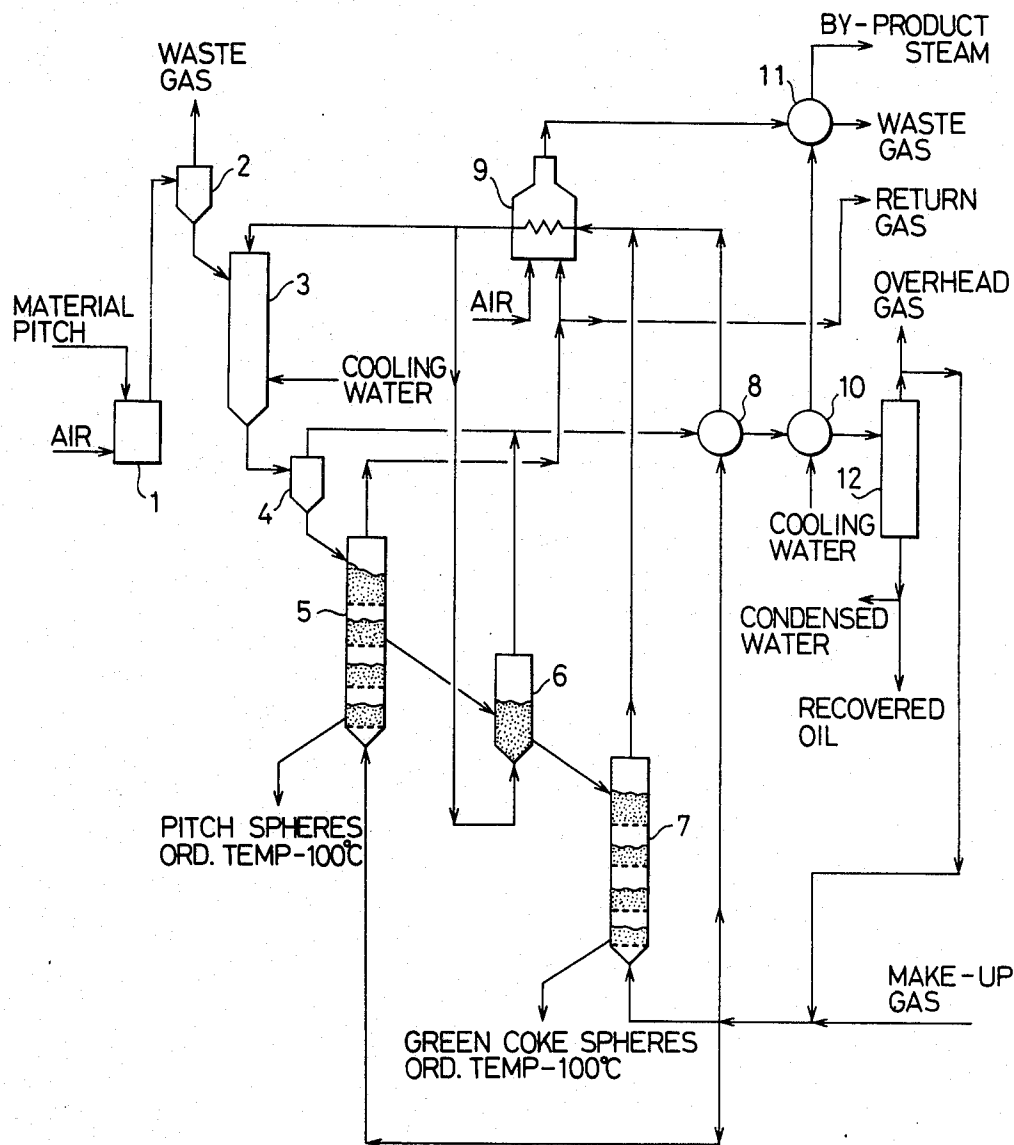 BY-PRODUCT
STEAM
WASTE
GAS
11
WASTE
GAS
2
9
RETURN
GAS
3
OVERHEAD
GAS
MATERIAL
PITCH
AIR
COOLING
WATER
8
10
AIR
1
4
12
COOLING
WATER
5
CONDENSED
WATER
6
RECOVERED
OIL
PITCH SPHERES
ORD. TEMP-100℃
7
MAKE-UP
GAS
GREEN COKE SPHERES
ORD. TEMP-100℃